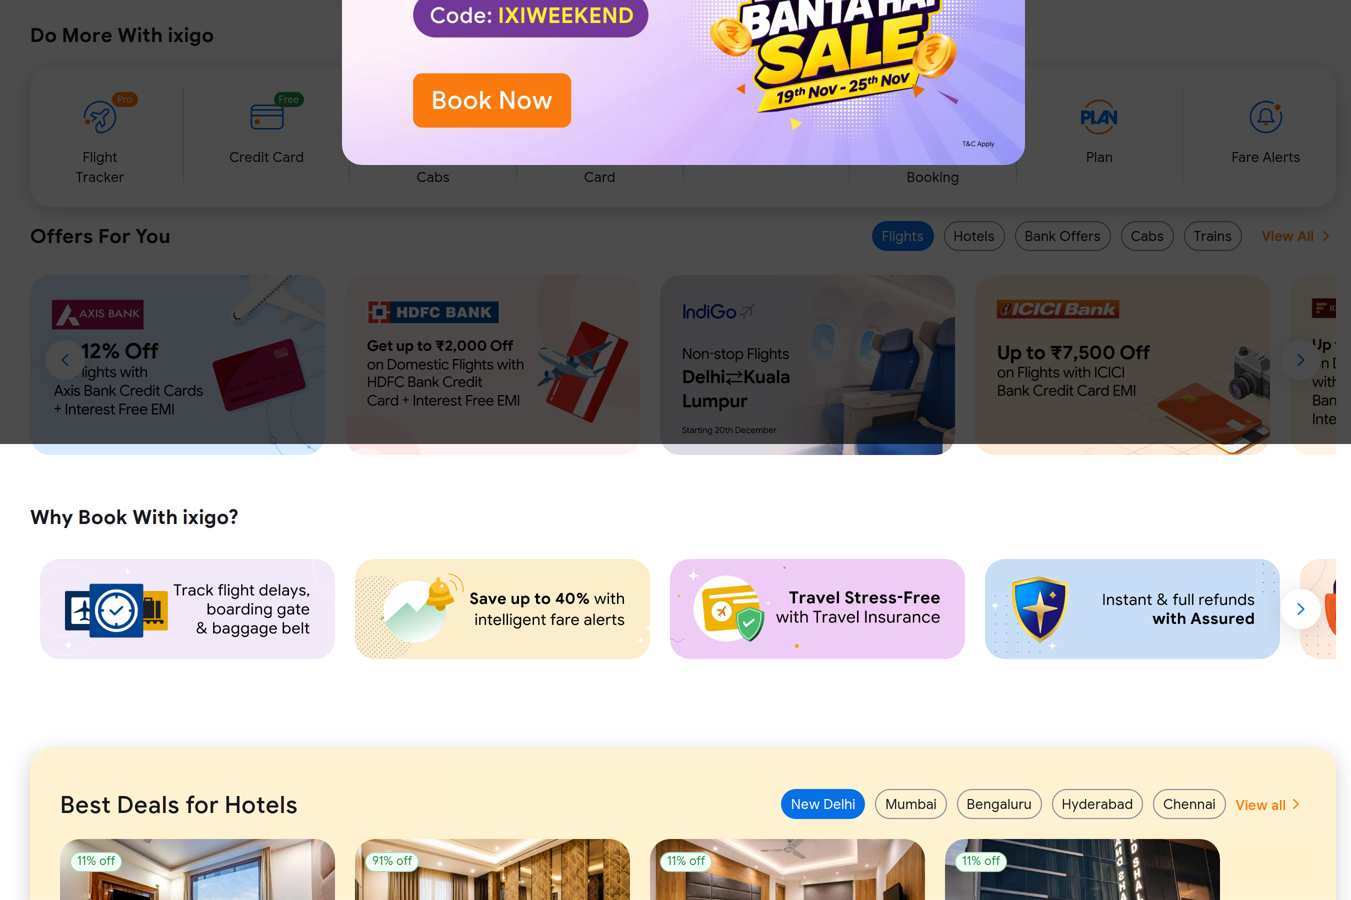 Code: IXIWEEKEND
BANTA HAI
SALE
19th Nov - 25th Nov
Book Now
T&C Apply
Do More With ixigo
Pro
Flight
Tracker
Free
Credit Card
Cabs
Card
Booking
PLAN
Plan
Fare Alerts
Offers For You
Flights
Hotels
Bank Offers
Cabs
Trains
View All
AXIS BANK
12% Off
lights with
Axis Bank Credit Cards
+ Interest Free EMI
HDFC BANK
Get up to ₹2,000 Off
on Domestic Flights with
HDFC Bank Credit
Card + Interest Free EMI
IndiGo
Non-stop Flights
Delhi⇄Kuala
Lumpur
Starting 20th December
ICICI Bank
Up to ₹7,500 Off
on Flights with ICICI
Bank Credit Card EMI
Why Book With ixigo?
Track flight delays,
boarding gate
& baggage belt
Save up to 40% with
intelligent fare alerts
Travel Stress-Free
with Travel Insurance
Instant & full refunds
with Assured
Best Deals for Hotels
New Delhi
Mumbai
Bengaluru
Hyderabad
Chennai
View all
11% off
91% off
11% off
11% off